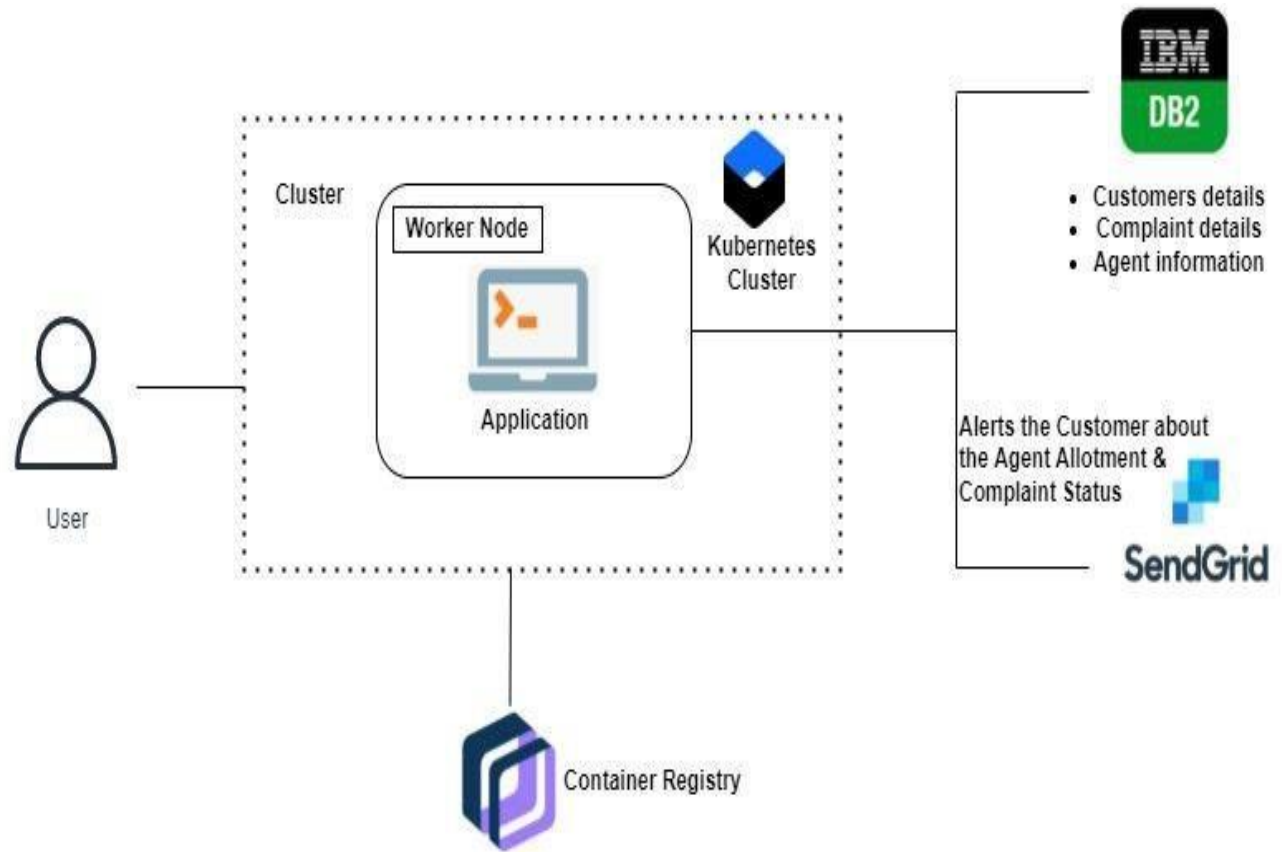 IBM
DB2
Cluster
Worker Node
Kubernetes
Cluster
• Customers details
• Complaint details
• Agent information
Application
User
Alerts the Customer about
the Agent Allotment &
Complaint Status
SendGrid
Container Registry